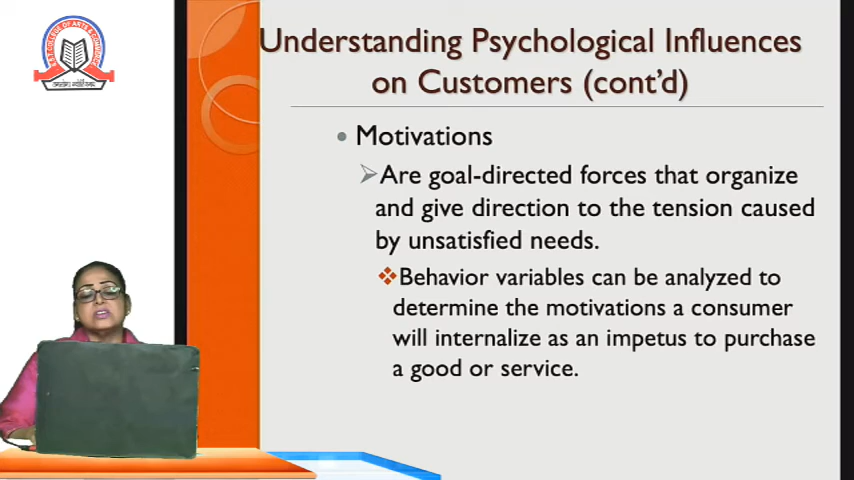 Understanding Psychological Influences
on Customers (cont’d)
Motivations
Are goal-directed forces that organize
and give direction to the tension caused
by unsatisfied needs.
Behavior variables can be analyzed to
determine the motivations a consumer
will internalize as an impetus to purchase
a good or service.